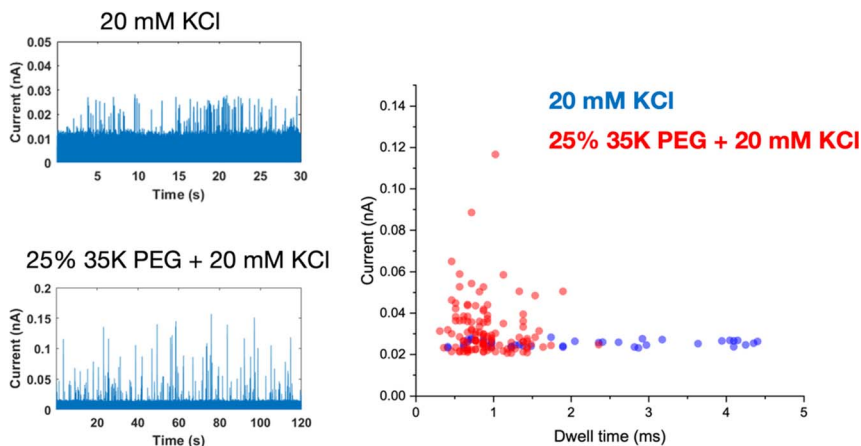 20 mM KCl
0.05
0.04
0.03
0.02
0.01
0
Current (nA)
5 10 15 20 25 30
Time (s)
25% 35K PEG + 20 mM KCl
0.2
0.15
0.1
0.05
0
Current (nA)
20 40 60 80 100 120
Time (s)
20 mM KCl
25% 35K PEG + 20 mM KCl
0.14
0.12
0.10
0.08
0.06
0.04
0.02
0.00
Current (nA)
0 1 2 3 4 5
Dwell time (ms)